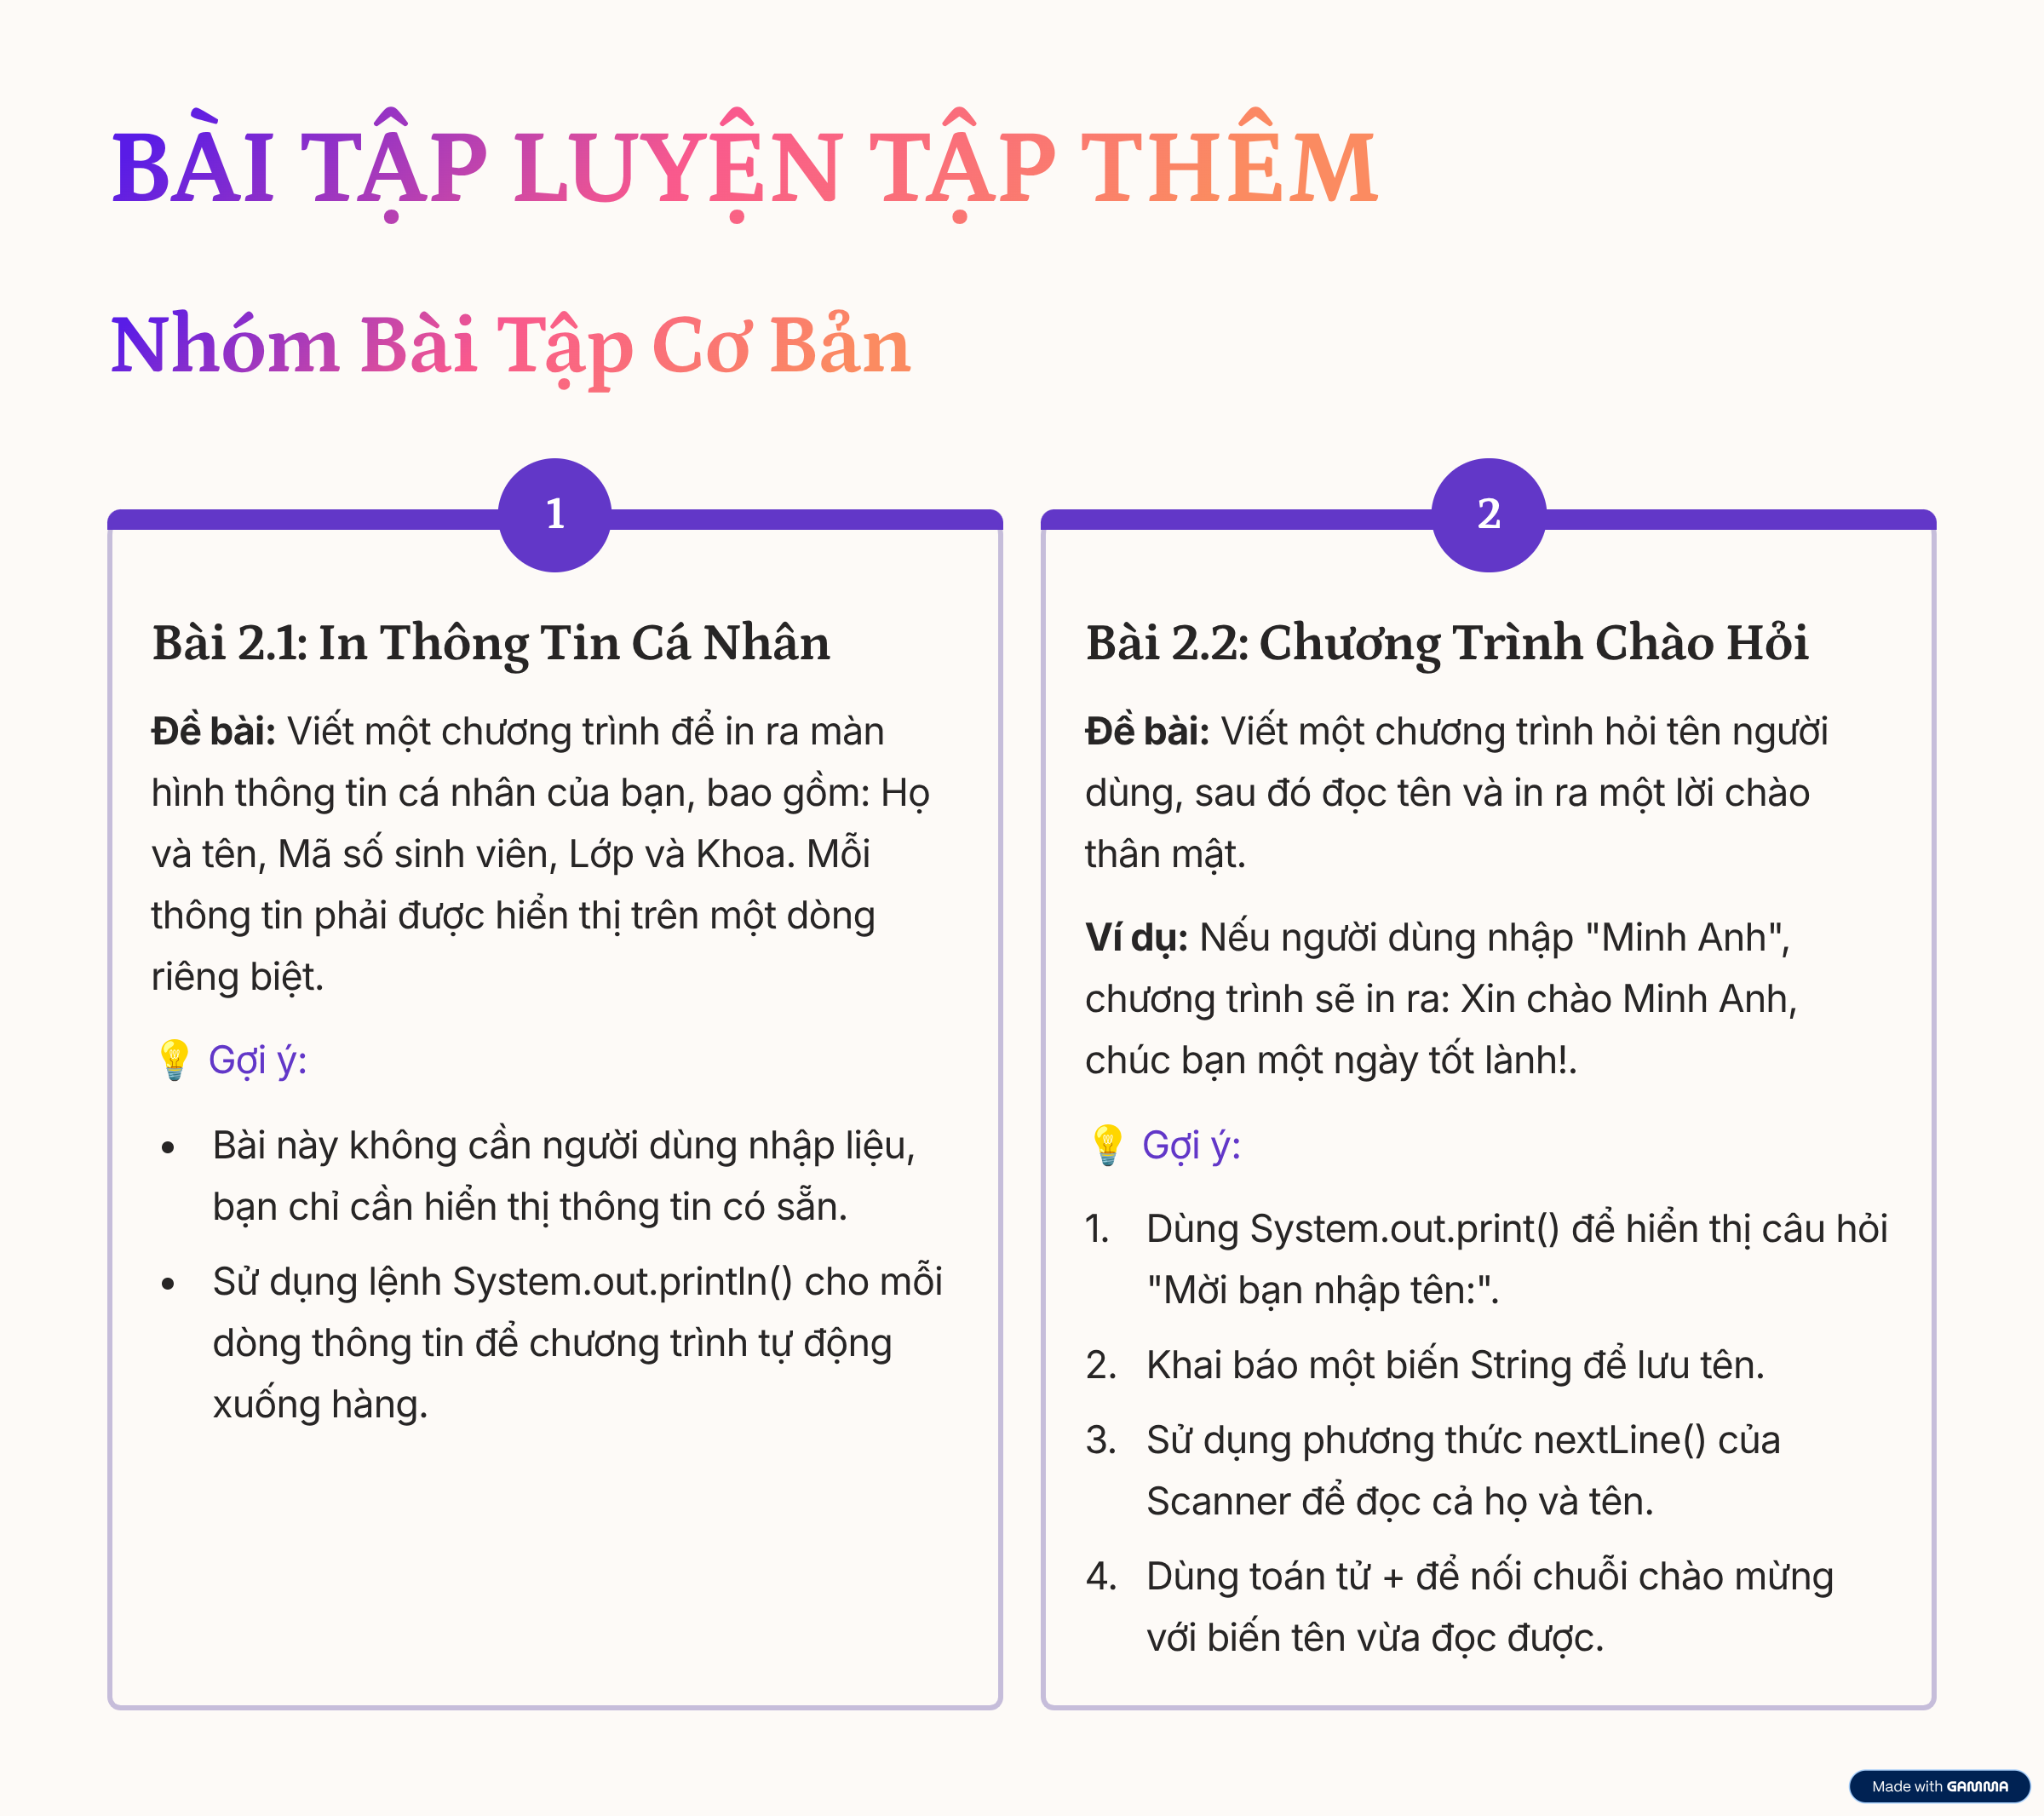 BÀI TẬP LUYỆN TẬP THÊM
Nhóm Bài Tập Cơ Bản
1
Bài 2.1: In Thông Tin Cá Nhân
Đề bài: Viết một chương trình để in ra màn
hình thông tin cá nhân của bạn, bao gồm: Họ
và tên, Mã số sinh viên, Lớp và Khoa. Mỗi
thông tin phải được hiển thị trên một dòng
riêng biệt.
💡 Gợi ý:
• Bài này không cần người dùng nhập liệu,
bạn chỉ cần hiển thị thông tin có sẵn.
• Sử dụng lệnh System.out.println() cho mỗi
dòng thông tin để chương trình tự động
xuống hàng.
2
Bài 2.2: Chương Trình Chào Hỏi
Đề bài: Viết một chương trình hỏi tên người
dùng, sau đó đọc tên và in ra một lời chào
thân mật.
Ví dụ: Nếu người dùng nhập "Minh Anh",
chương trình sẽ in ra: Xin chào Minh Anh,
chúc bạn một ngày tốt lành!.
💡 Gợi ý:
1. Dùng System.out.print() để hiển thị câu hỏi
"Mời bạn nhập tên:".
2. Khai báo một biến String để lưu tên.
3. Sử dụng phương thức nextLine() của
Scanner để đọc cả họ và tên.
4. Dùng toán tử + để nối chuỗi chào mừng
với biến tên vừa đọc được.
Made with GAMMA